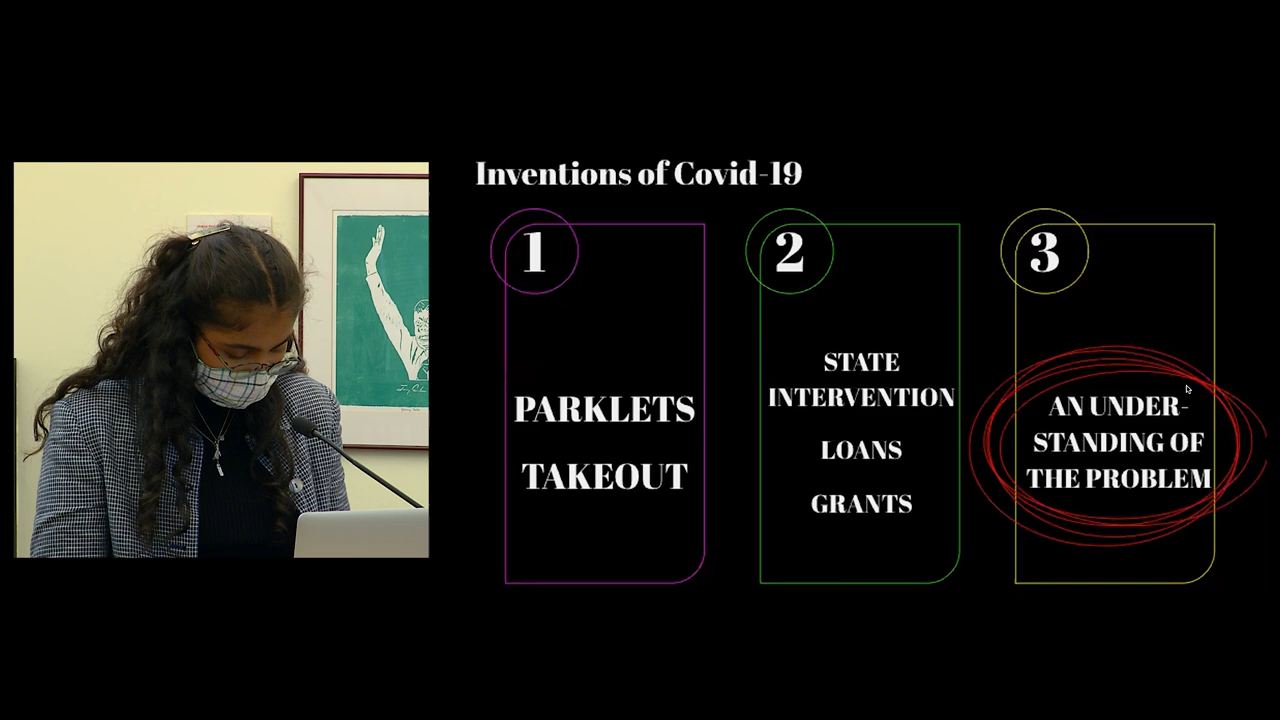 Inventions of Covid-19
1
PARKLETS
TAKEOUT
2
STATE
INTERVENTION
LOANS
GRANTS
3
AN UNDER-
STANDING OF
THE PROBLEM